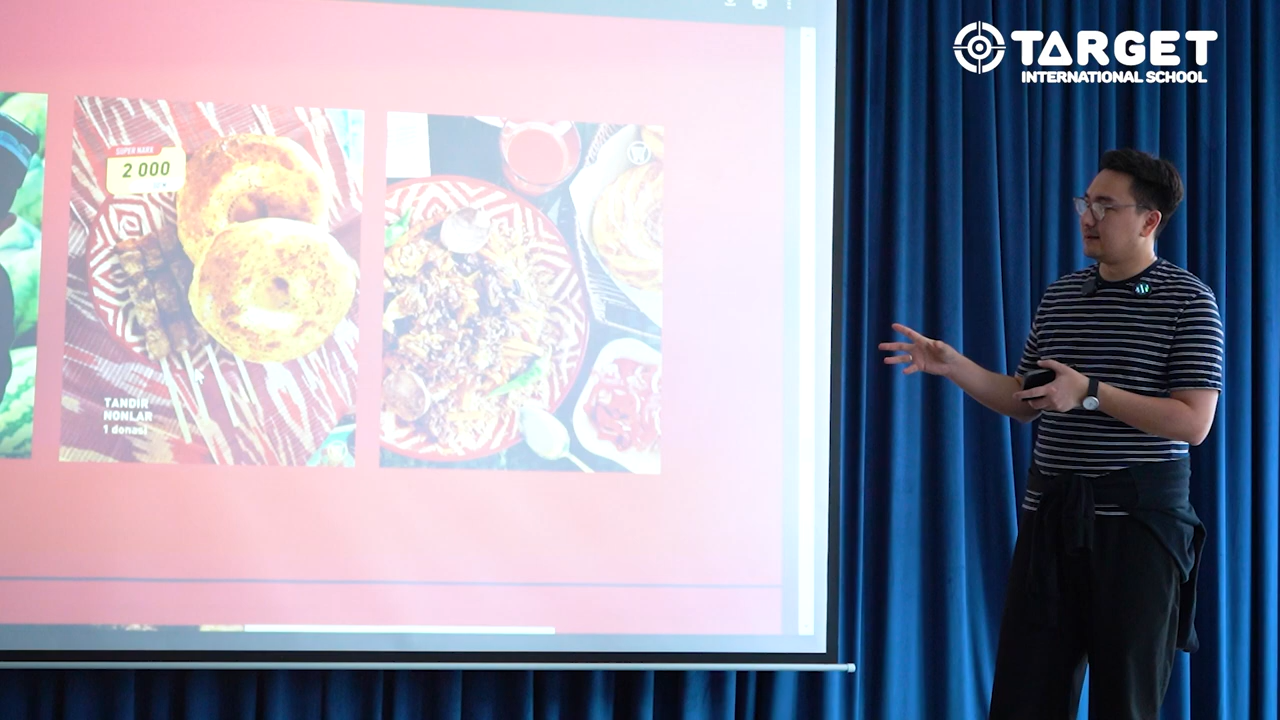 TARGET
INTERNATIONAL SCHOOL
SUPER NARX
2 000
TANDIR
NONLAR
1 donasi